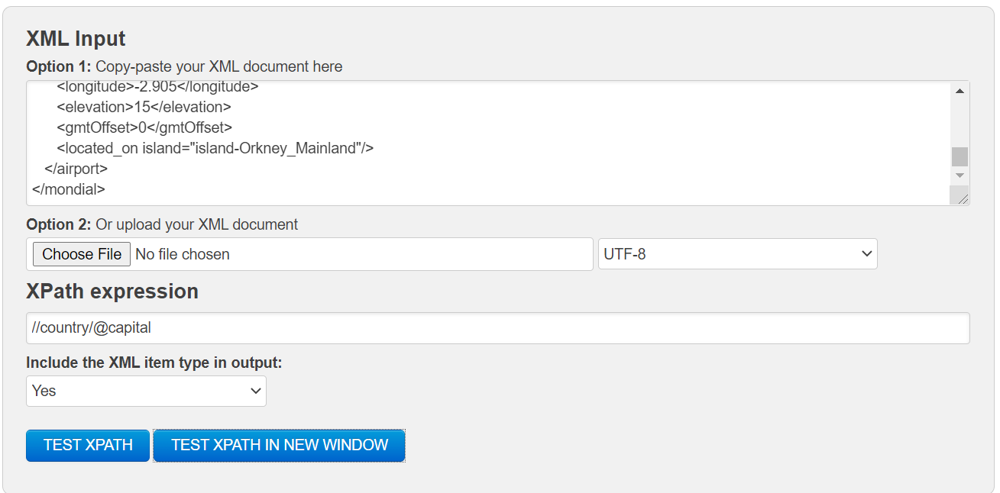 XML Input
Option 1: Copy-paste your XML document here
<longitude>-2.905</longitude>
<elevation>15</elevation>
<gmtOffset>0</gmtOffset>
<located_on island="island-Orkney_Mainland"/>
</airport>
</mondial>
Option 2: Or upload your XML document
Choose File No file chosen UTF-8
XPath expression
//country/@capital
Include the XML item type in output:
Yes
TEST XPATH TEST XPATH IN NEW WINDOW